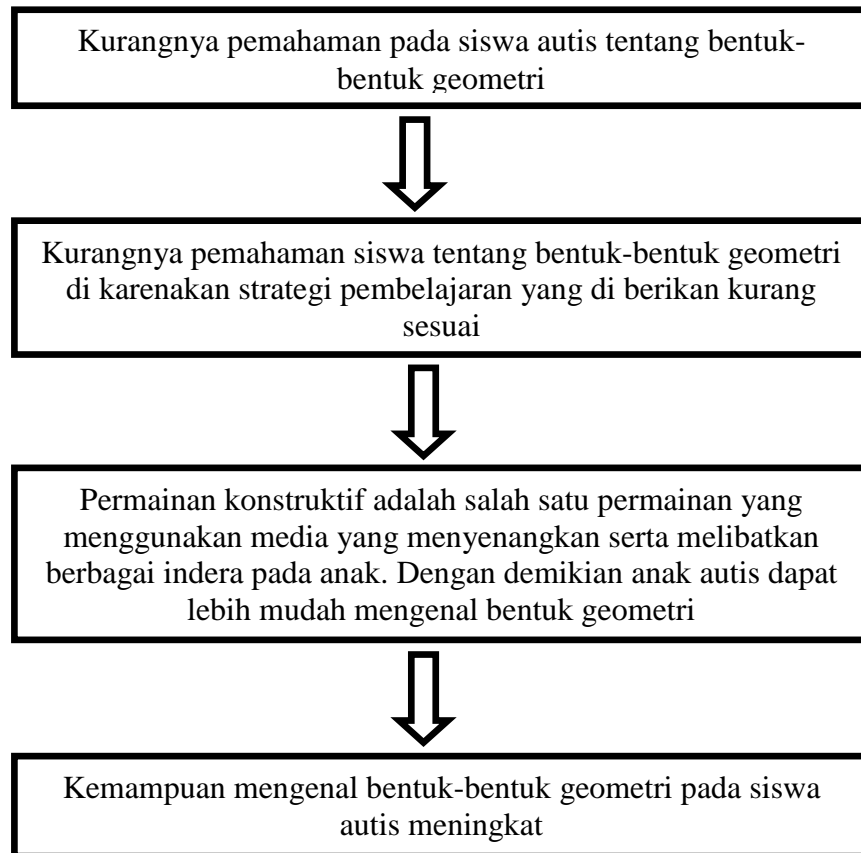 Kurangnya pemahaman pada siswa autis tentang bentuk-
bentuk geometri
Kurangnya pemahaman siswa tentang bentuk-bentuk geometri
di karenakan strategi pembelajaran yang di berikan kurang
sesuai
Permainan konstruktif adalah salah satu permainan yang
menggunakan media yang menyenangkan serta melibatkan
berbagai indera pada anak. Dengan demikian anak autis dapat
lebih mudah mengenal bentuk geometri
Kemampuan mengenal bentuk-bentuk geometri pada siswa
autis meningkat